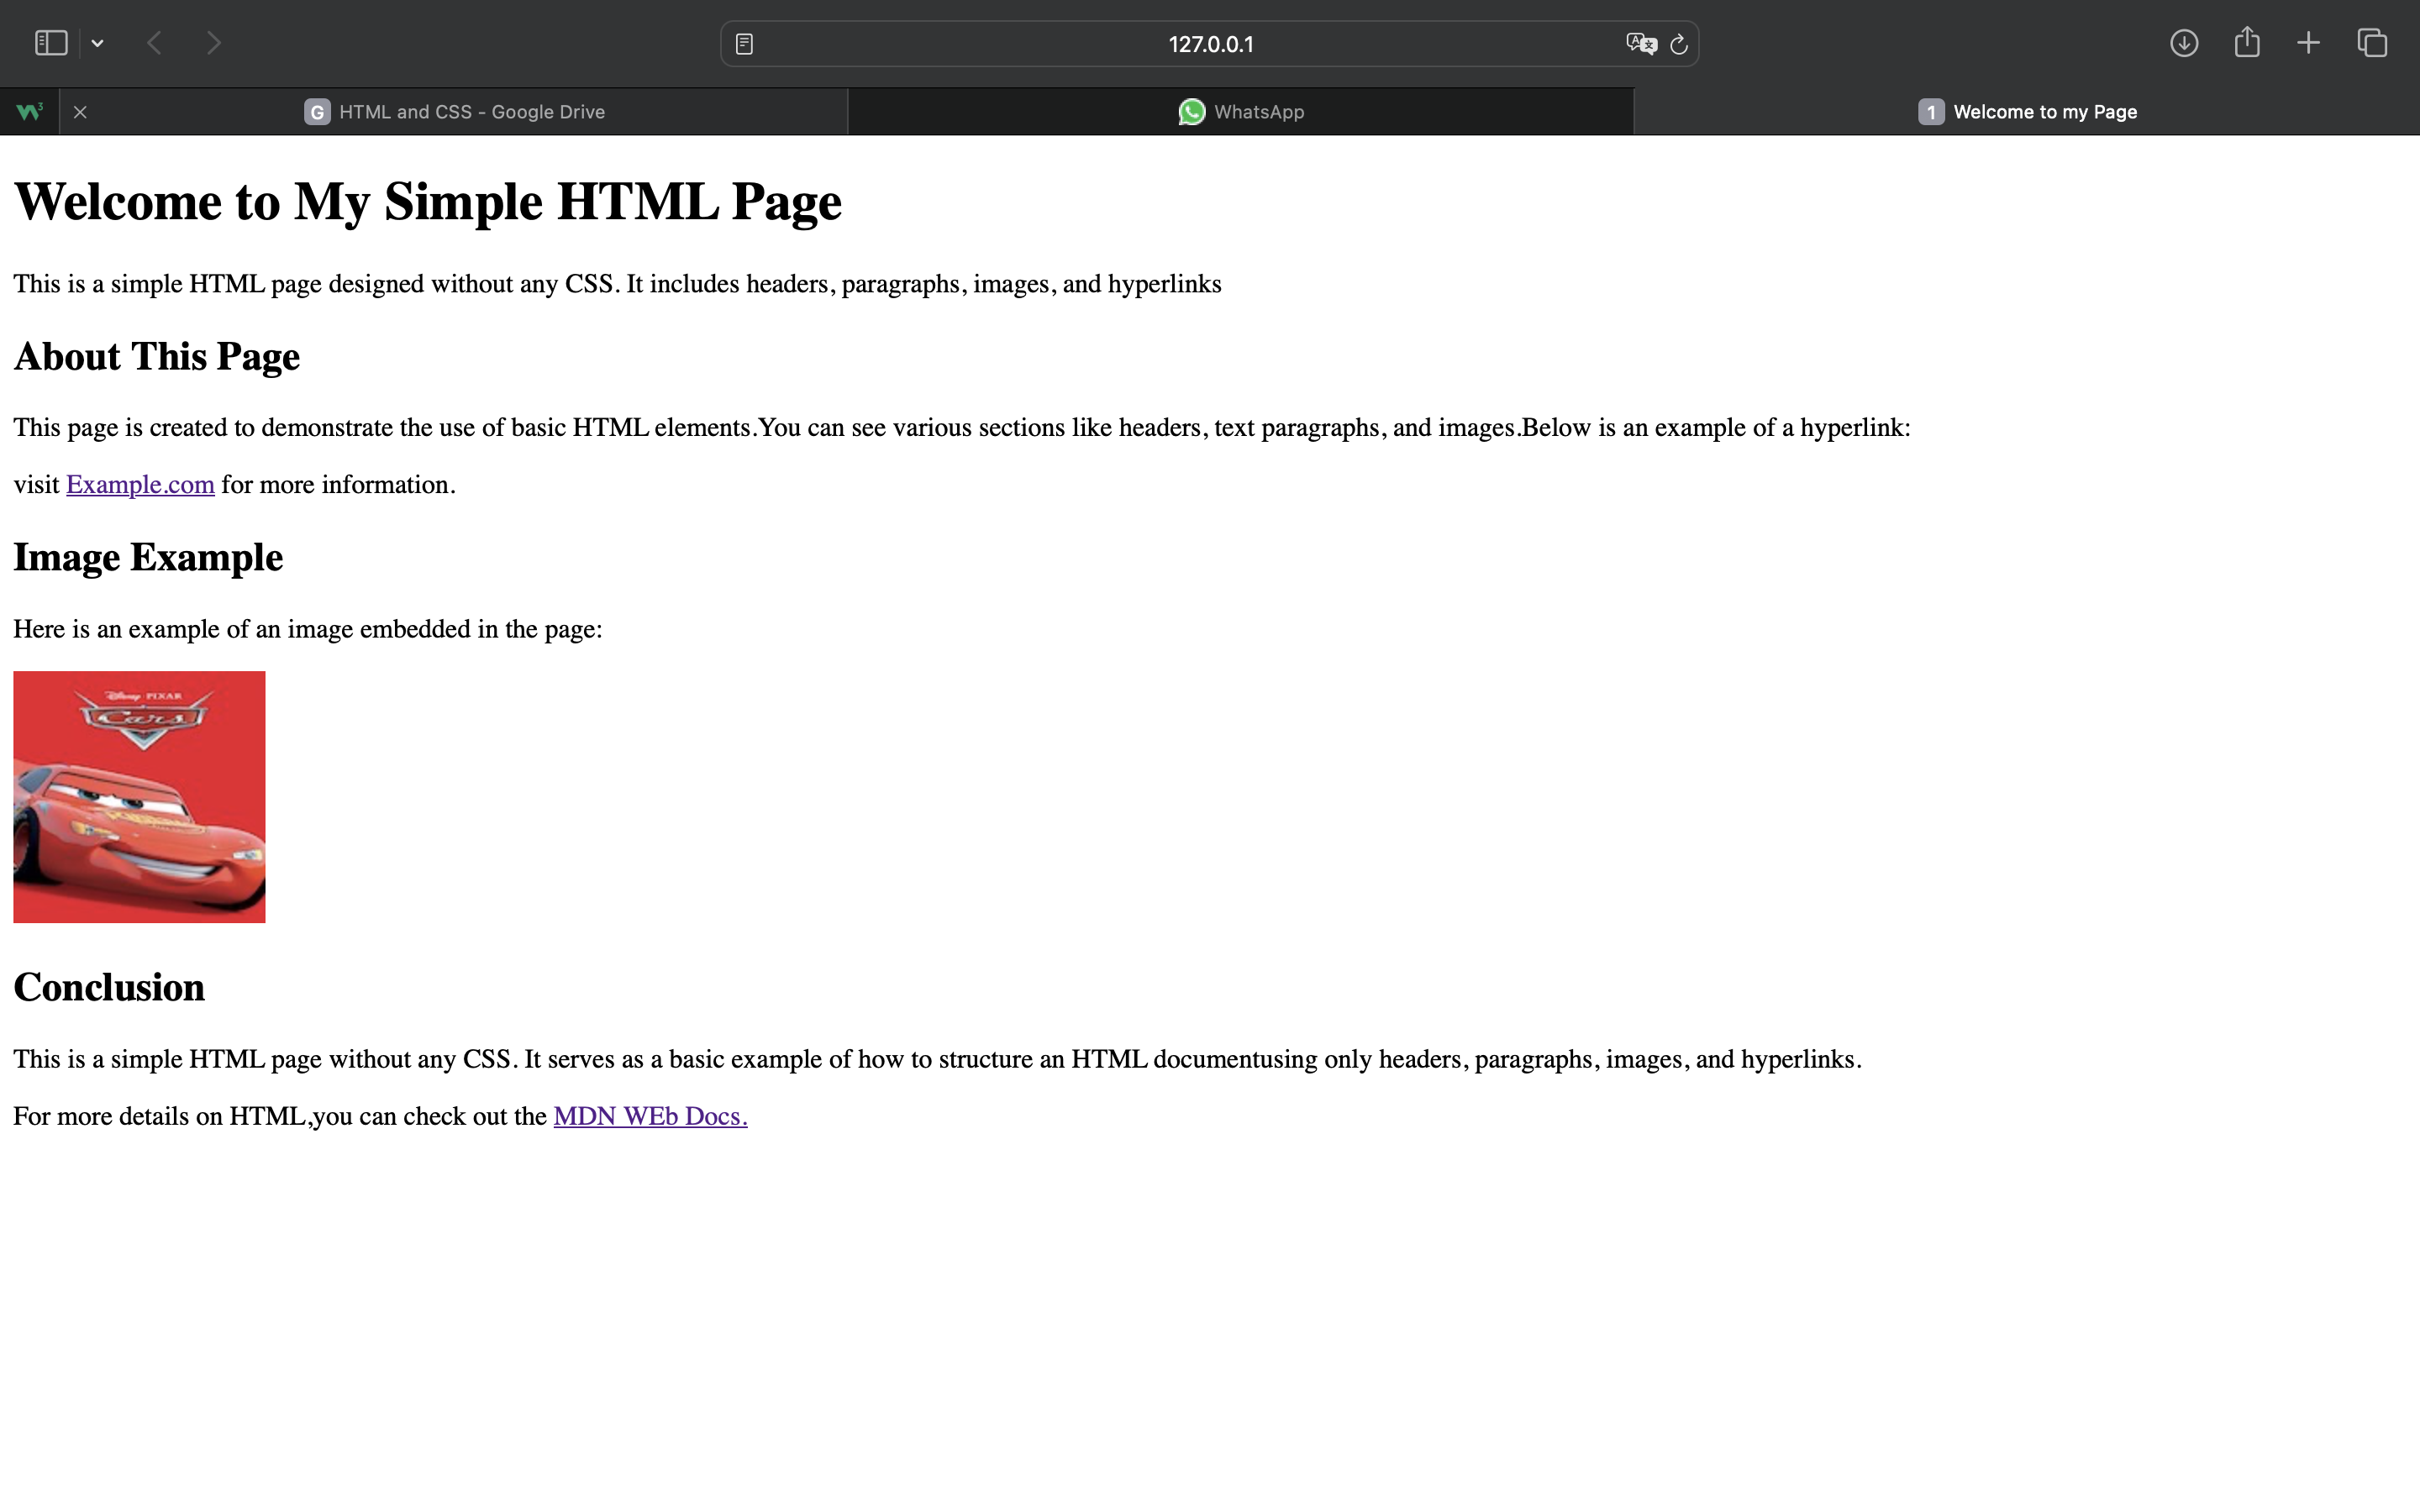 127.0.0.1
HTML and CSS - Google Drive
WhatsApp
1 Welcome to my Page
Welcome to My Simple HTML Page
This is a simple HTML page designed without any CSS. It includes headers, paragraphs, images, and hyperlinks
About This Page
This page is created to demonstrate the use of basic HTML elements.You can see various sections like headers, text paragraphs, and images.Below is an example of a hyperlink:
visit Example.com for more information.
Image Example
Here is an example of an image embedded in the page:
Disney PIXAR
Cars
Conclusion
This is a simple HTML page without any CSS. It serves as a basic example of how to structure an HTML documentusing only headers, paragraphs, images, and hyperlinks.
For more details on HTML,you can check out the MDN WEb Docs.